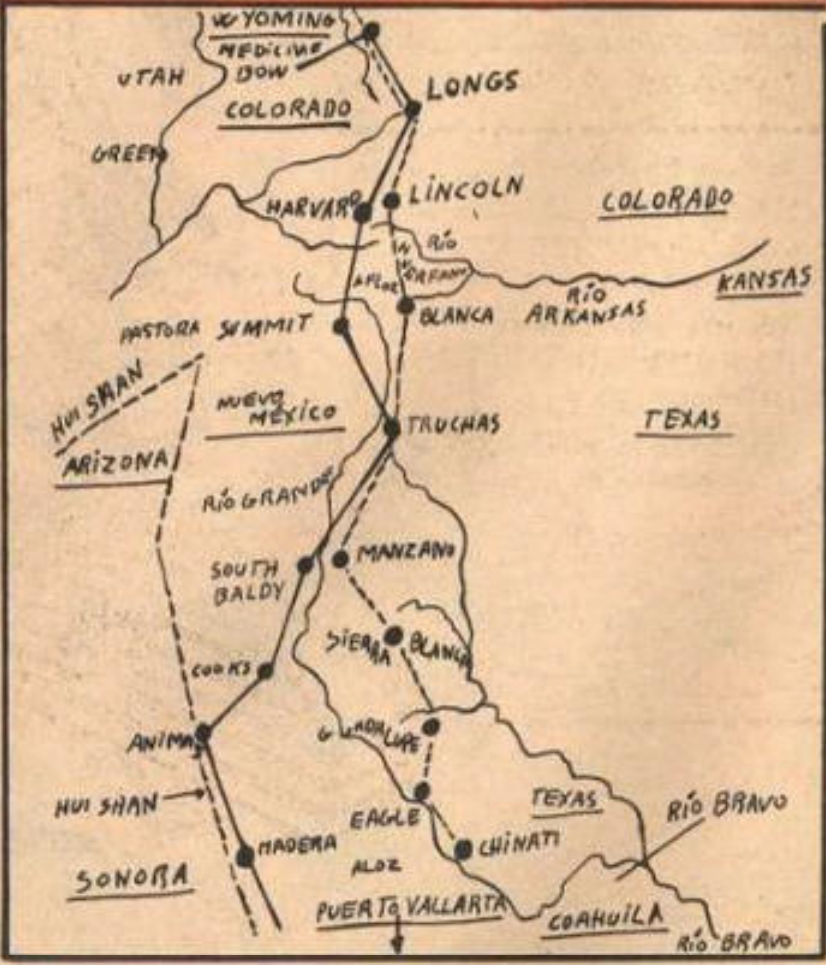 WYOMING
MEDICINE
BOW
UTAH
LONGS
COLORADO
GREEN
HARVARD
LINCOLN
COLORADO
RÍO
KANSAS
RÍO
ARKANSAS
BLANCA
PASTORA SUMMIT
HUI SHAN
NUEVO
MÉXICO
TRUCHAS
TEXAS
ARIZONA
RÍO GRANDE
MANZANO
SOUTH
BALDY
SIERRA BLANCA
COOKS
GUADALUPE
ANIMA
HUI SHAN
EAGLE
TEXAS
RÍO BRAVO
MADERA
CHINATI
ALOZ
SONORA
PUERTO VALLARTA
COAHUILA
RÍO BRAVO